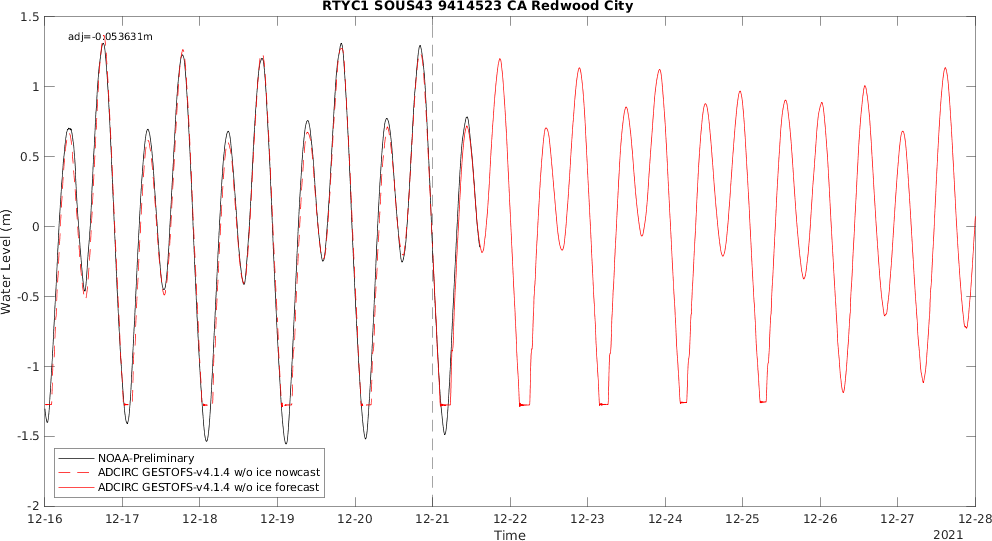 RTYC1 SOUS43 9414523 CA Redwood City
adj=-0.053631m
1.5
1
0.5
0
-0.5
-1
-1.5
-2
Water Level (m)
NOAA-Preliminary
ADCIRC GESTOFS-v4.1.4 w/o ice nowcast
ADCIRC GESTOFS-v4.1.4 w/o ice forecast
12-16 12-17 12-18 12-19 12-20 12-21 12-22 12-23 12-24 12-25 12-26 12-27 12-28
Time
2021